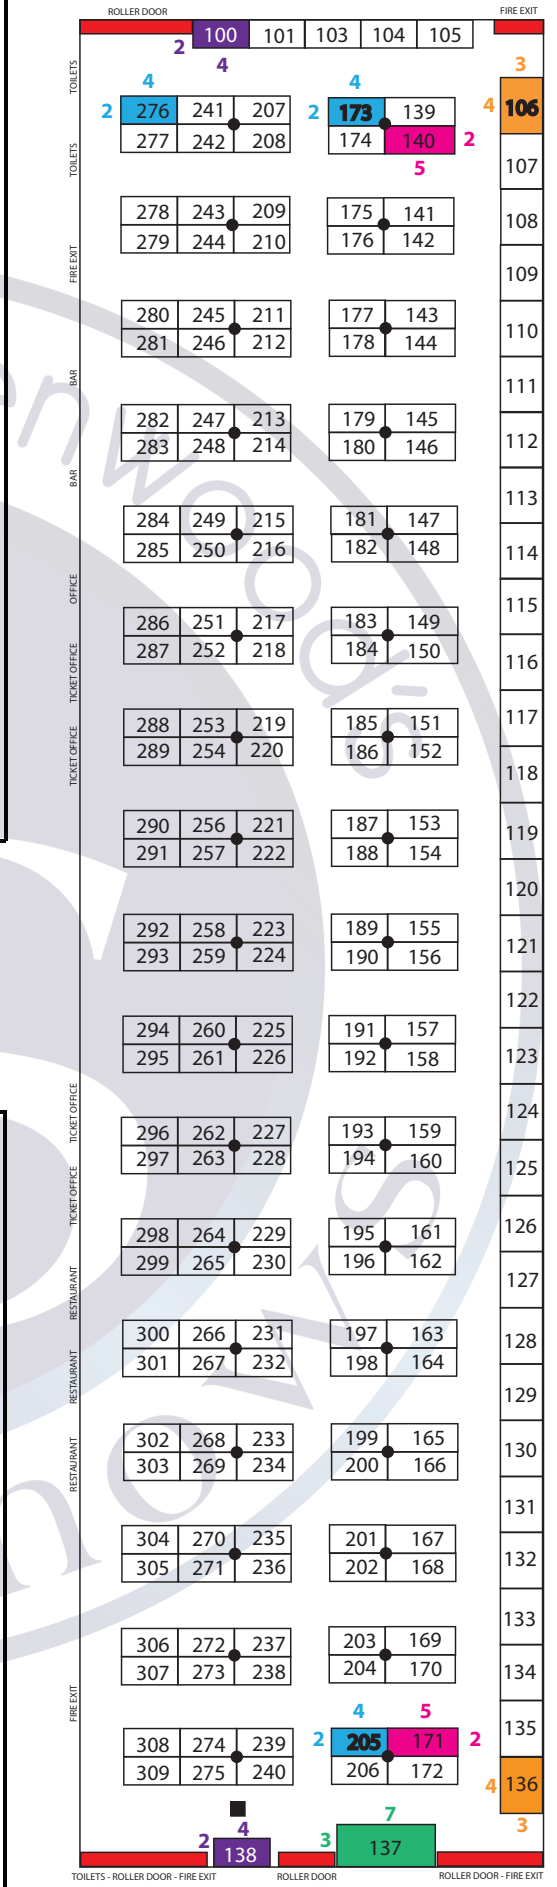 ROLLER DOOR FIRE EXIT
100 101 103 104 105
2 4
TOILETS
4 4 3
2 276 241 207 2 173 139 4 106
277 242 208 174 140 2
5
TOILETS
107
278 243 209 175 141 108
279 244 210 176 142
FIRE EXIT
109
280 245 211 177 143 110
281 246 212 178 144
BAR
111
282 247 213 179 145 112
283 248 214 180 146
BAR
113
284 249 215 181 147 114
285 250 216 182 148
OFFICE
115
286 251 217 183 149 116
287 252 218 184 150
TICKET OFFICE
117
288 253 219 185 151 118
289 254 220 186 152
TICKET OFFICE
119
290 256 221 187 153
291 257 222 188 154
120
292 258 223 189 155 121
293 259 224 190 156
122
294 260 225 191 157 123
295 261 226 192 158
TICKET OFFICE
124
296 262 227 193 159 125
297 263 228 194 160
TICKET OFFICE
126
298 264 229 195 161 127
299 265 230 196 162
RESTAURANT
128
300 266 231 197 163
301 267 232 198 164
RESTAURANT
129
302 268 233 199 165 130
303 269 234 200 166
RESTAURANT
131
304 270 235 201 167 132
305 271 236 202 168
133
306 272 237 203 169 134
307 273 238 204 170
FIRE EXIT
4 5 135
308 274 239 2 205 171 2
309 275 240 206 172 4 136
3
4 7
2 138 3 137
TOILETS - ROLLER DOOR - FIRE EXIT ROLLER DOOR ROLLER DOOR - FIRE EXIT
enwood's
nows